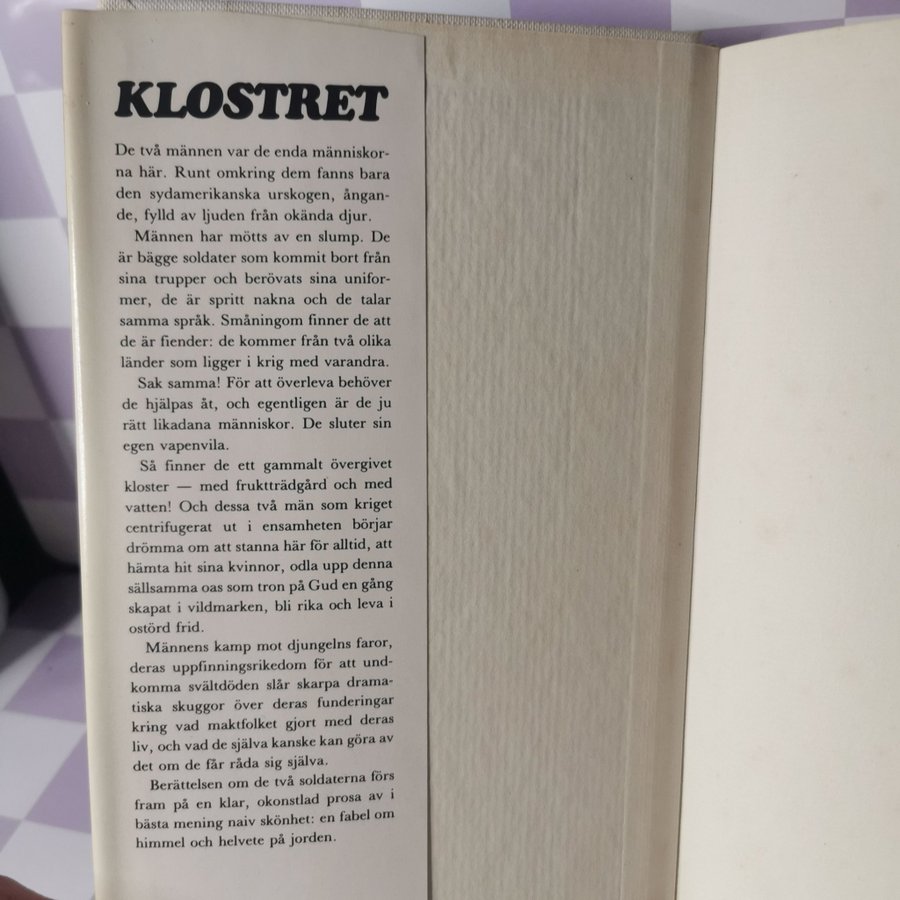 KLOSTRET
De två männen var de enda människor-
na här. Runt omkring dem fanns bara
den sydamerikanska urskogen, ångan-
de, fylld av ljuden från okända djur.
Männen har mötts av en slump. De
är bägge soldater som kommit bort från
sina trupper och berövats sina unifor-
mer, de är spritt nakna och de talar
samma språk. Småningom finner de att
de är fiender: de kommer från två olika
länder som ligger i krig med varandra.
Sak samma! För att överleva behöver
de hjälpas åt, och egentligen är de ju
rätt likadana människor. De sluter sin
egen vapenvila.
Så finner de ett gammalt övergivet
kloster — med fruktträdgård och med
vatten! Och dessa två män som kriget
centrifugerat ut i ensamheten börjar
drömma om att stanna här för alltid, att
hämta hit sina kvinnor, odla upp denna
sällsamma oas som tron på Gud en gång
skapat i vildmarken, bli rika och leva i
ostörd frid.
Männens kamp mot djungelns faror,
deras uppfinningsrikedom för att und-
komma svältdöden slår skarpa drama-
tiska skuggor över deras funderingar
kring vad maktfolket gjort med deras
liv, och vad de själva kanske kan göra av
det om de får råda sig själva.
Berättelsen om de två soldaterna förs
fram på en klar, okonstlad prosa av i
bästa mening naiv skönhet: en fabel om
himmel och helvete på jorden.